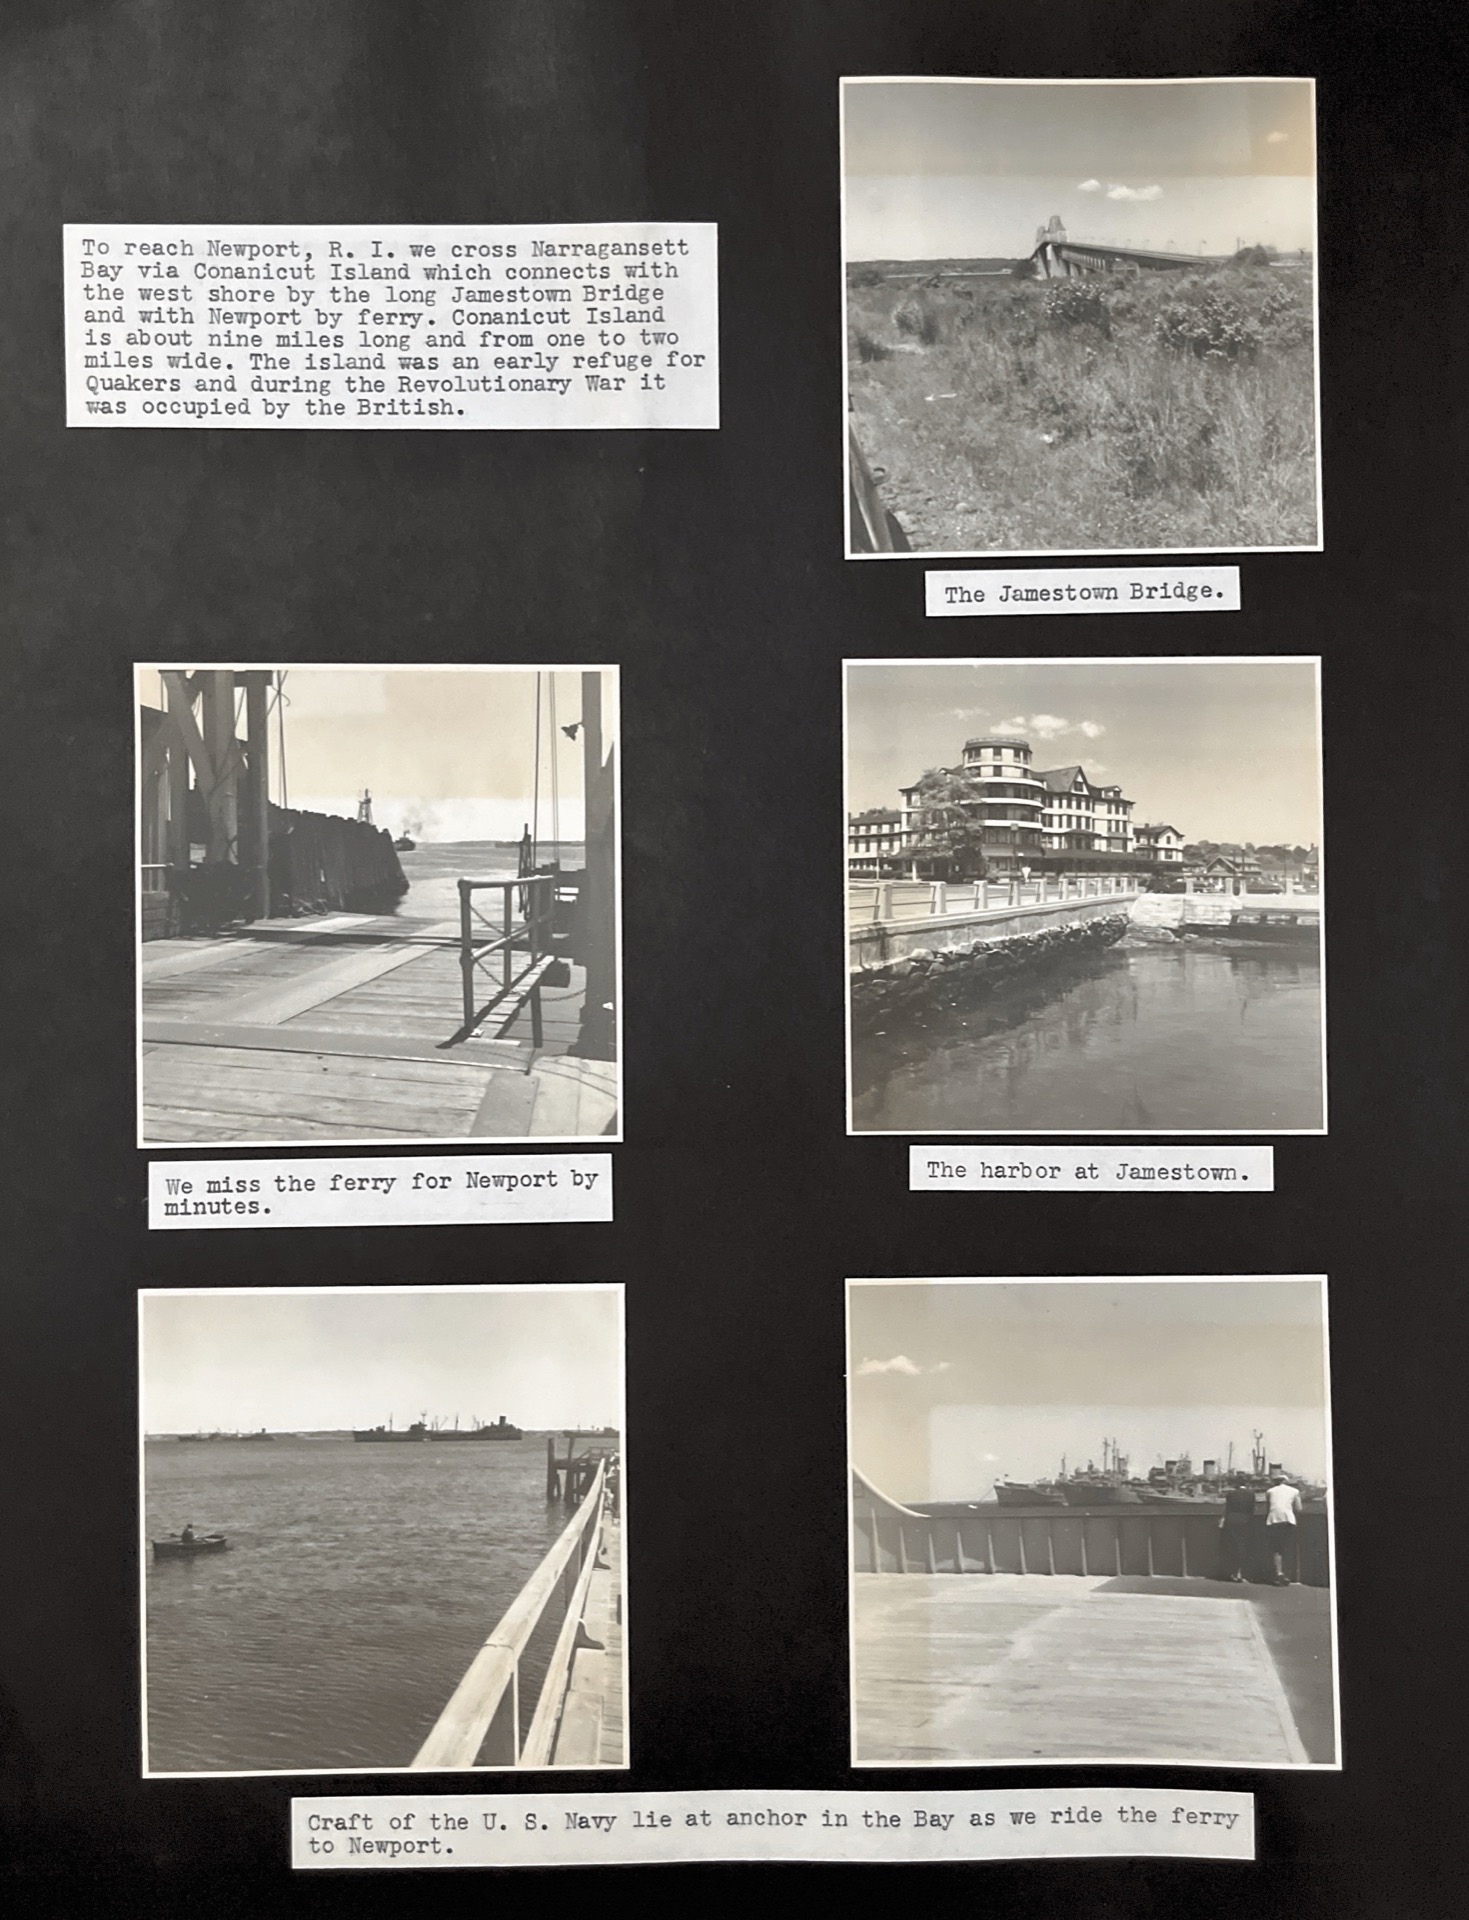 To reach Newport, R. I. we cross Narragansett
Bay via Conanicut Island which connects with
the west shore by the long Jamestown Bridge
and with Newport by ferry. Conanicut Island
is about nine miles long and from one to two
miles wide. The island was an early refuge for
Quakers and during the Revolutionary War it
was occupied by the British.
The Jamestown Bridge.
We miss the ferry for Newport by
minutes.
The harbor at Jamestown.
Craft of the U. S. Navy lie at anchor in the Bay as we ride the ferry
to Newport.